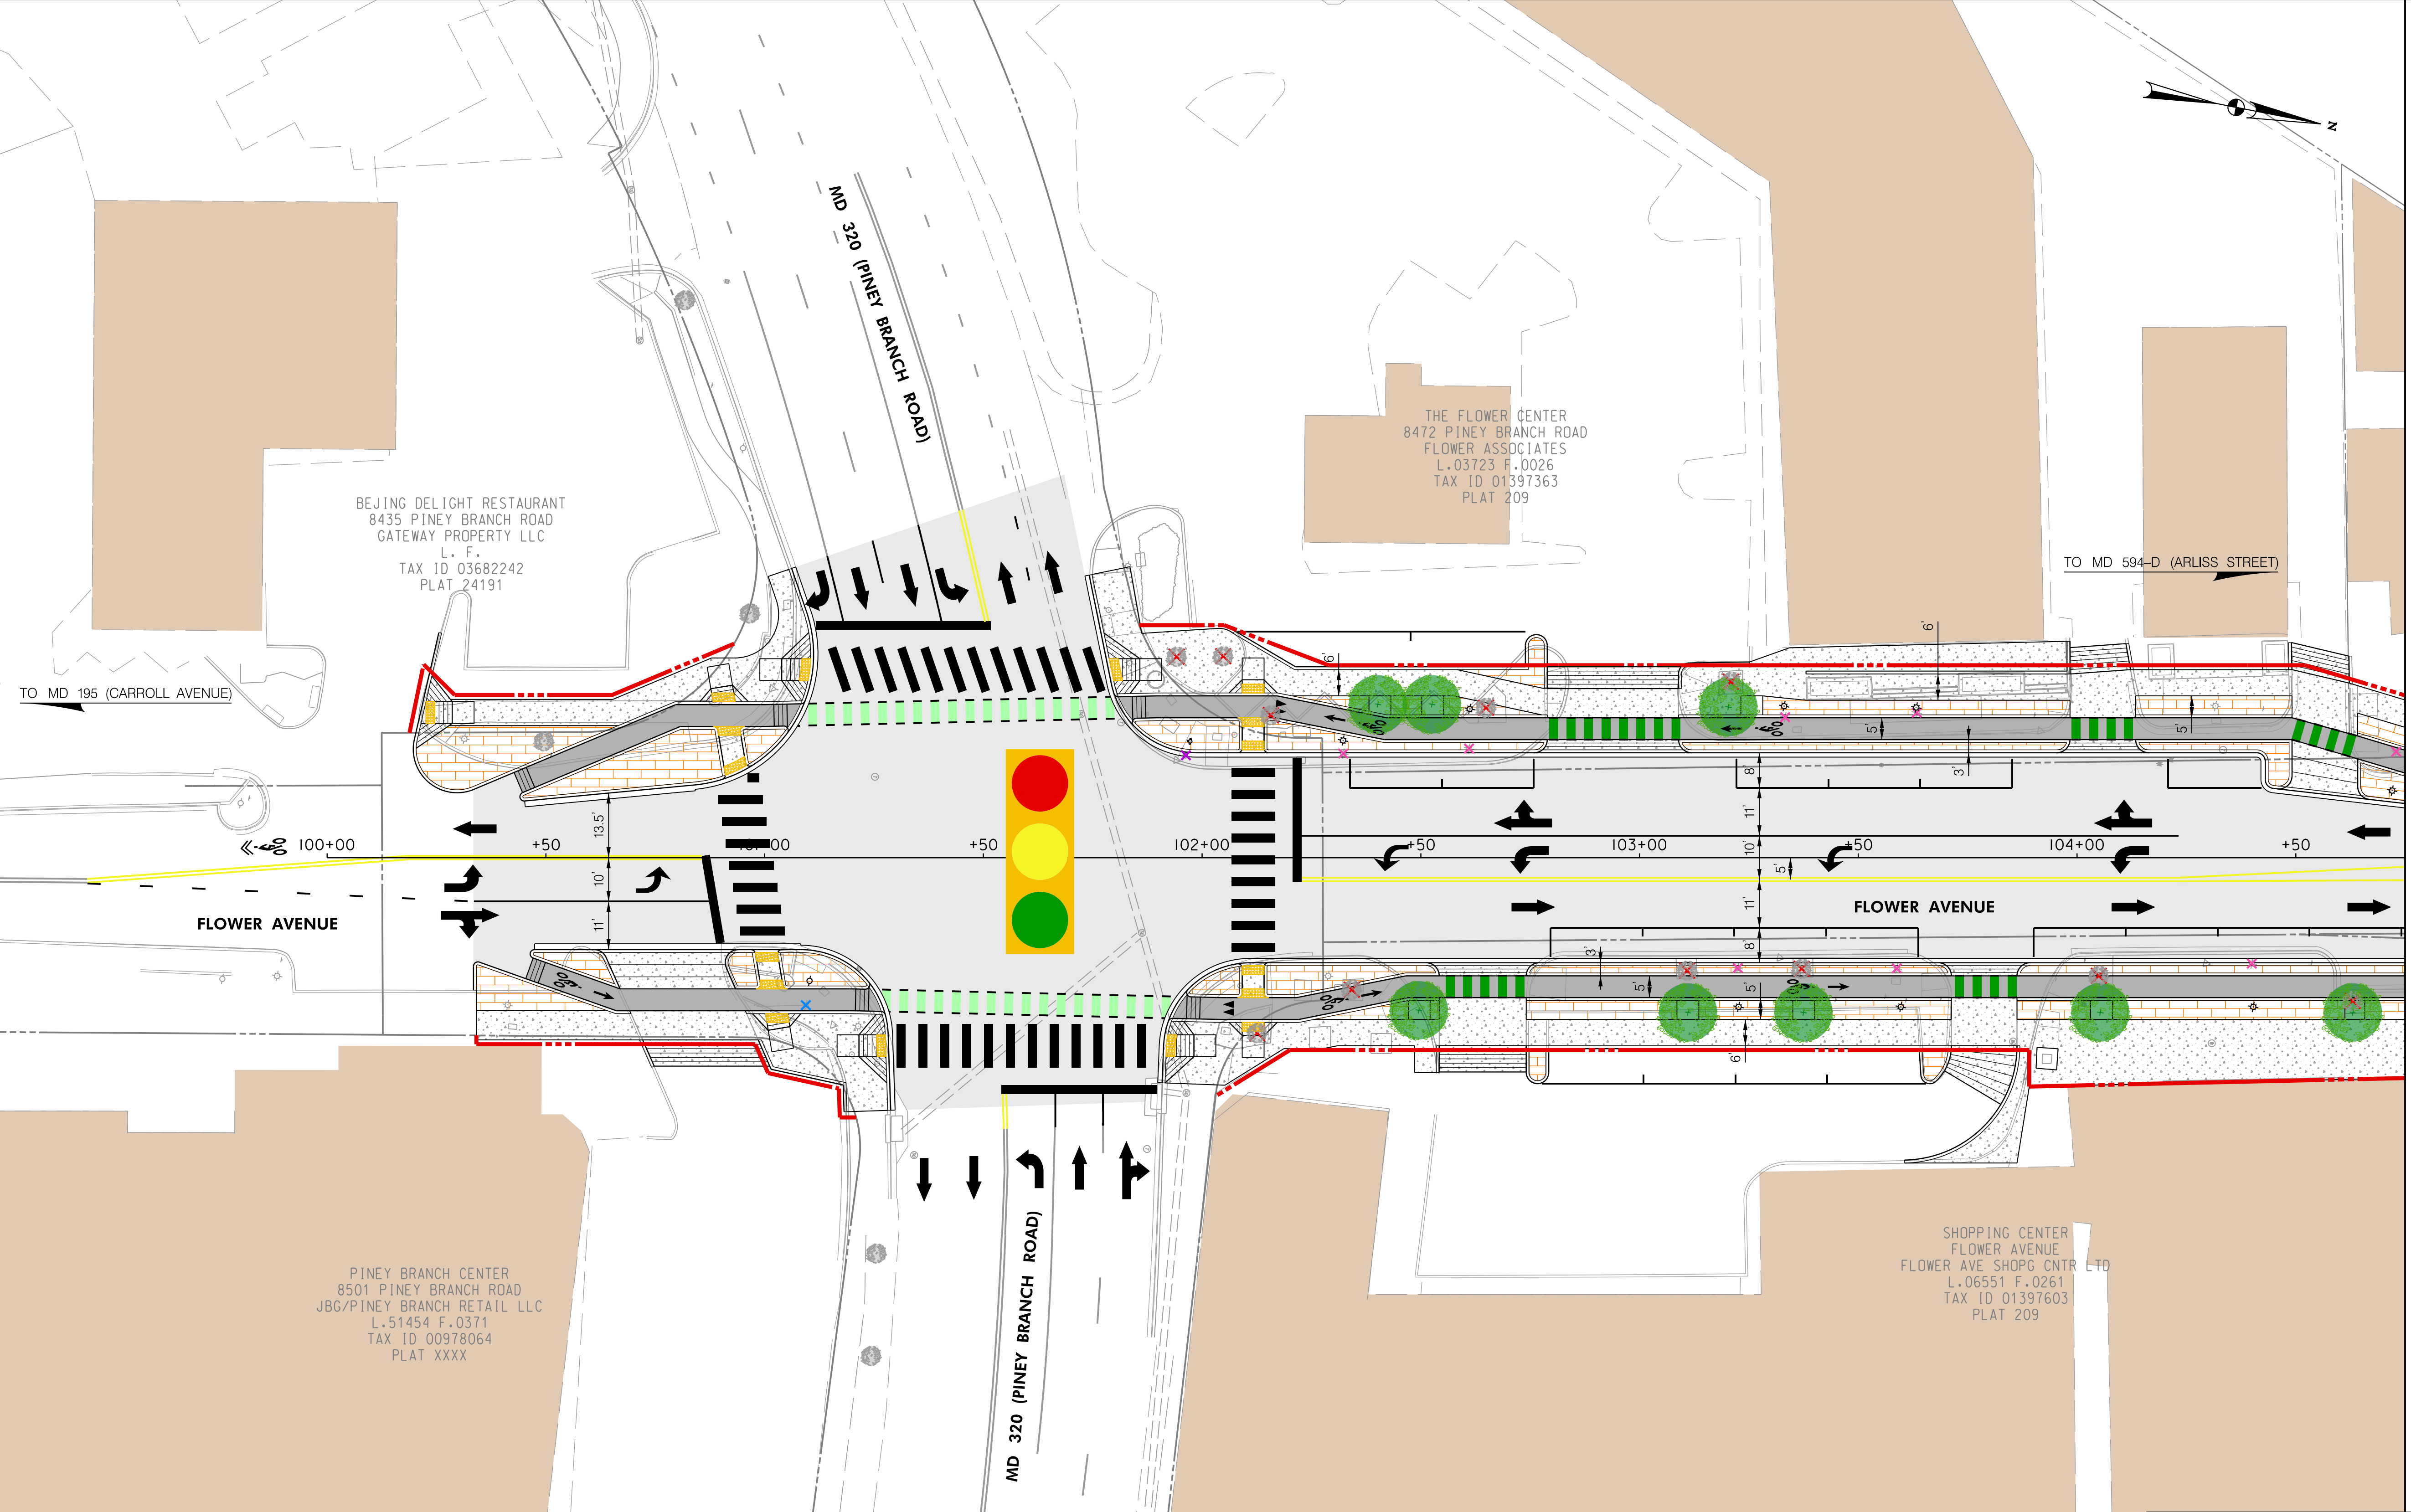 N
MD 320 (PINEY BRANCH ROAD)
THE FLOWER CENTER
8472 PINEY BRANCH ROAD
FLOWER ASSOCIATES
L.03723 F.0026
TAX ID 01397363
PLAT 209
BEJING DELIGHT RESTAURANT
8435 PINEY BRANCH ROAD
GATEWAY PROPERTY LLC
L. F.
TAX ID 03682242
PLAT 24191
TO MD 594-D (ARLISS STREET)
TO MD 195 (CARROLL AVENUE)
6'
6'
5'
5'
3'
8'
11'
10'
5'
11'
8'
13.5'
10'
11'
100+00
+50
+50
102+00
+50
103+00
+50
104+00
+50
FLOWER AVENUE
FLOWER AVENUE
3'
5'
5'
6'
PINEY BRANCH CENTER
8501 PINEY BRANCH ROAD
JBG/PINEY BRANCH RETAIL LLC
L.51454 F.0371
TAX ID 00978064
PLAT XXXX
MD 320 (PINEY BRANCH ROAD)
SHOPPING CENTER
FLOWER AVENUE
FLOWER AVE SHOPG CNTR LTD
L.06551 F.0261
TAX ID 01397603
PLAT 209